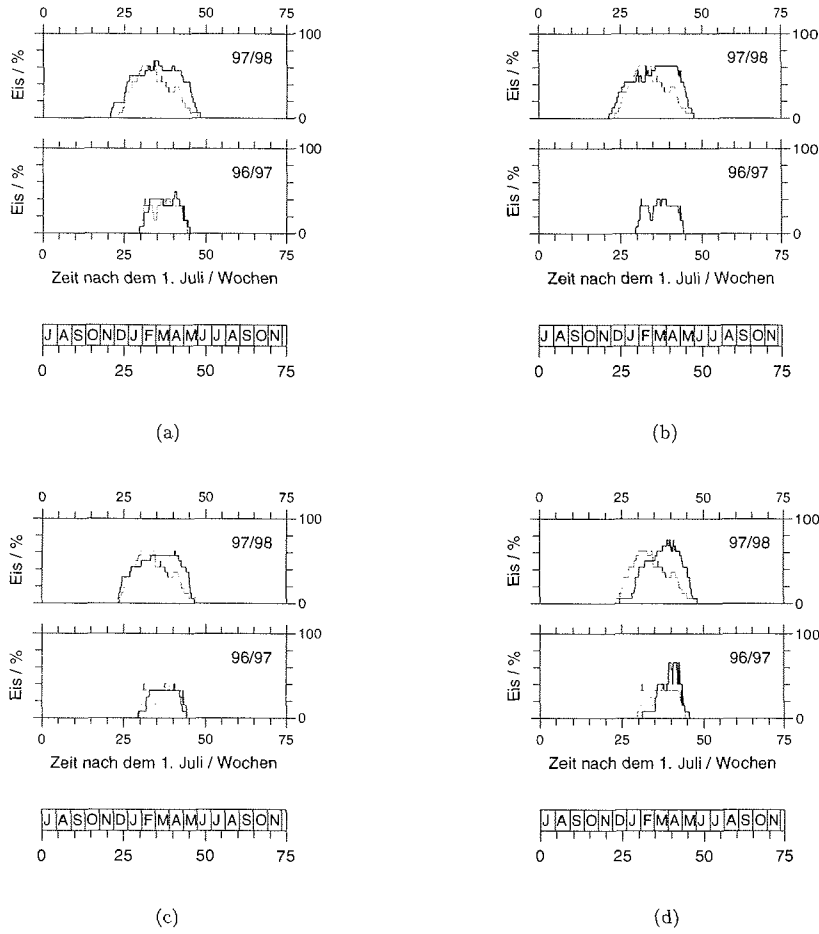 0 25 50 75
100
Eis / %
97/98
0
100
Eis / %
96/97
0
0 25 50 75
Zeit nach dem 1. Juli / Wochen
J A S O N D J F M A M J J A S O N
0 25 50 75
(a)
0 25 50 75
100
Eis / %
97/98
0
100
Eis / %
96/97
0
0 25 50 75
Zeit nach dem 1. Juli / Wochen
J A S O N D J F M A M J J A S O N
0 25 50 75
(b)
0 25 50 75
100
Eis / %
97/98
0
100
Eis / %
96/97
0
0 25 50 75
Zeit nach dem 1. Juli / Wochen
J A S O N D J F M A M J J A S O N
0 25 50 75
(c)
0 25 50 75
100
Eis / %
97/98
0
100
Eis / %
96/97
0
0 25 50 75
Zeit nach dem 1. Juli / Wochen
J A S O N D J F M A M J J A S O N
0 25 50 75
(d)